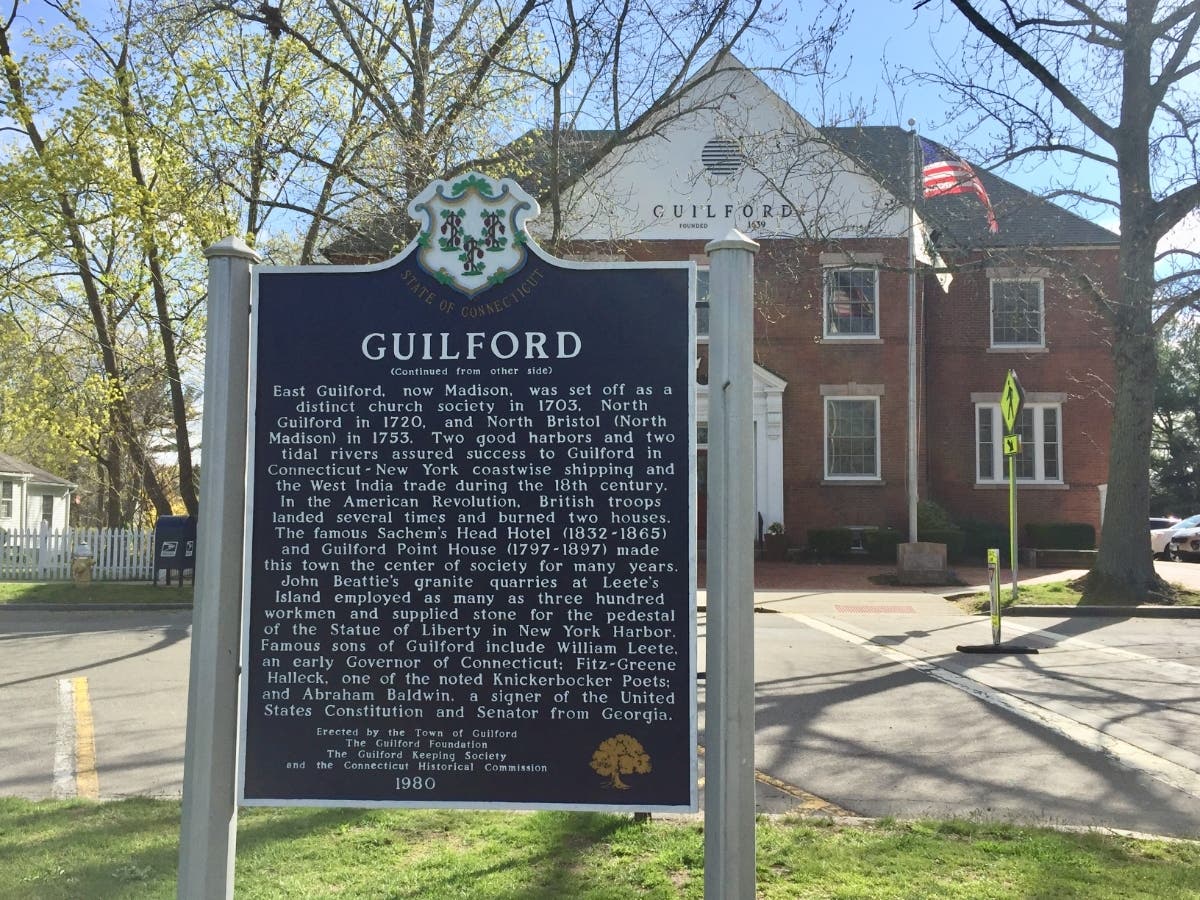 GUILFORD
FOUNDED 1639
STATE OF CONNECTICUT
GUILFORD
(Continued from other side)
East Guilford, now Madison, was set off as a
distinct church society in 1703, North
Guilford in 1720, and North Bristol (North
Madison) in 1753. Two good harbors and two
tidal rivers assured success to Guilford in
Connecticut-New York coastwise shipping and
the West India trade during the 18th century.
In the American Revolution, British troops
landed several times and burned two houses.
The famous Sachem's Head Hotel (1832-1865)
and Guilford Point House (1797-1897) made
this town the center of society for many years.
John Beattie's granite quarries at Leete's
Island employed as many as three hundred
workmen and supplied stone for the pedestal
of the Statue of Liberty in New York Harbor.
Famous sons of Guilford include William Leete,
an early Governor of Connecticut; Fitz-Greene
Halleck, one of the noted Knickerbocker Poets;
and Abraham Baldwin, a signer of the United
States Constitution and Senator from Georgia.
Erected by the Town of Guilford
The Guilford Foundation
The Guilford Keeping Society
and the Connecticut Historical Commission
1980